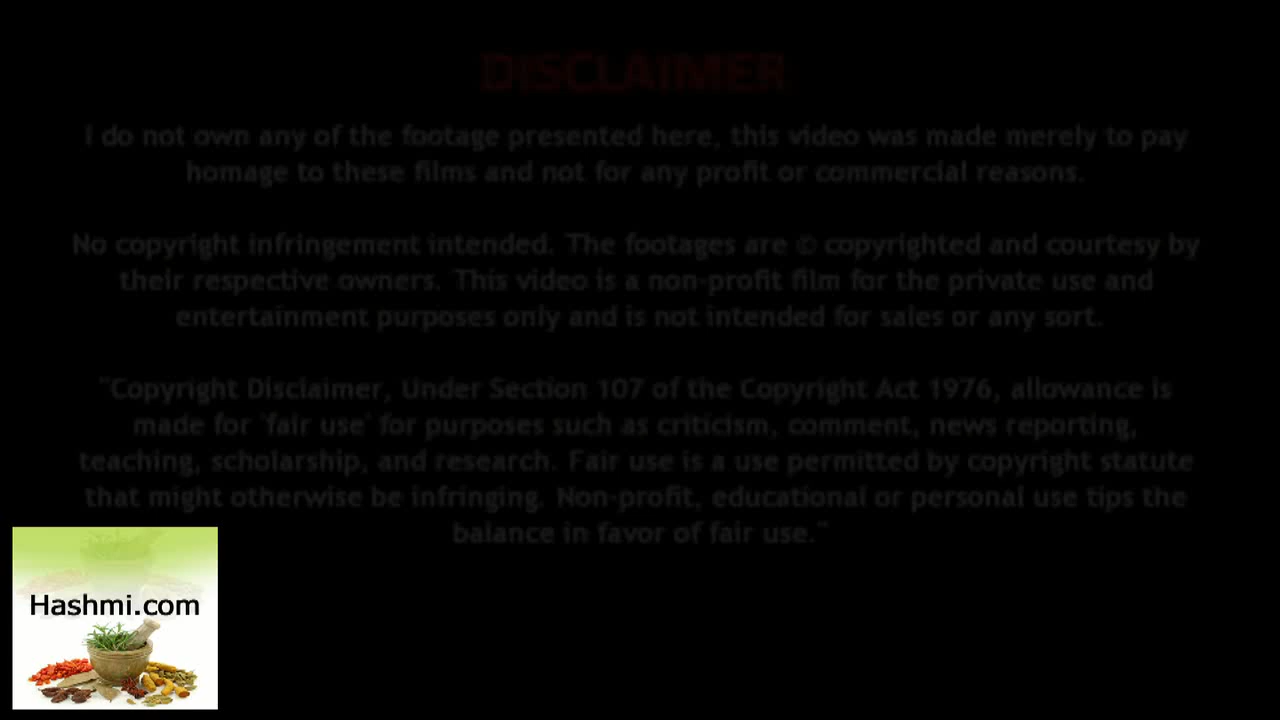 DISCLAIMER
I do not own any of the footage presented here, this video was made merely to pay
homage to these films and not for any profit or commercial reasons.
No copyright infringement intended. The footages are © copyrighted and courtesy by
their respective owners. This video is a non-profit film for the private use and
entertainment purposes only and is not intended for sales or any sort.
"Copyright Disclaimer, Under Section 107 of the Copyright Act 1976, allowance is
made for 'fair use' for purposes such as criticism, comment, news reporting,
teaching, scholarship, and research. Fair use is a use permitted by copyright statute
that might otherwise be infringing. Non-profit, educational or personal use tips the
balance in favor of fair use."
Hashmi.com